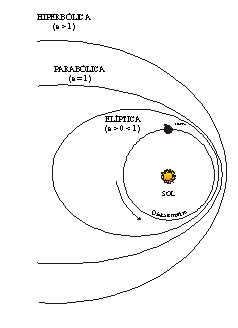 HIPERBÓLICA
(a > 1)
PARABÓLICA
(a = 1)
ELÍPTICA
(a > 0 < 1)
SOL